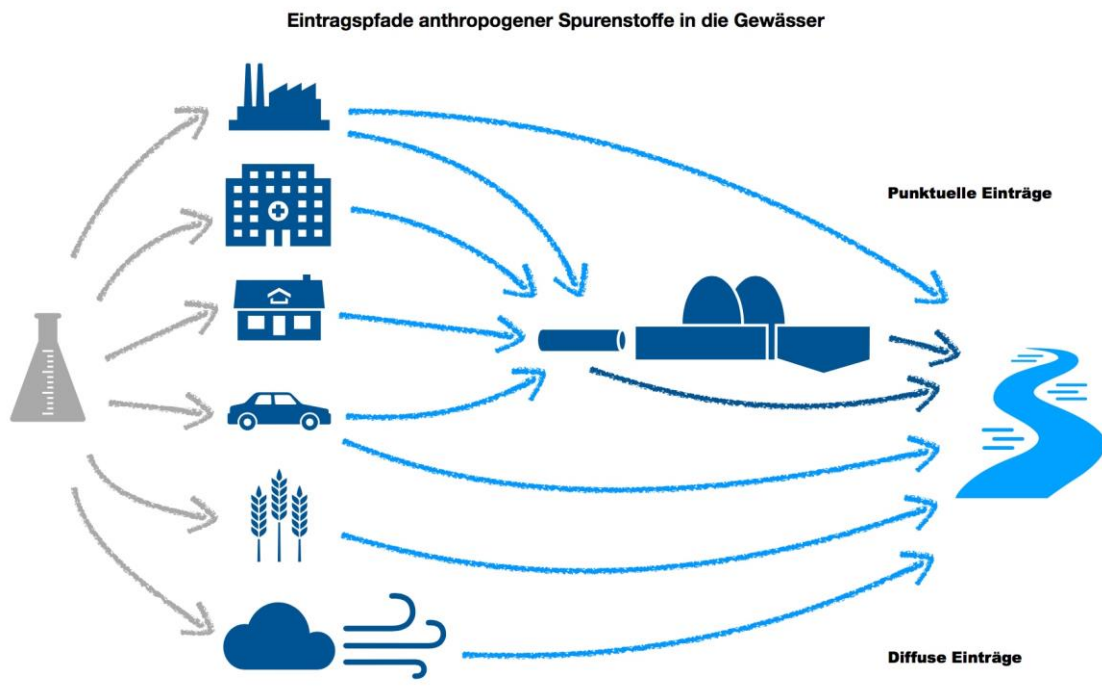 Eintragspfade anthropogener Spurenstoffe in die Gewässer
Punktuelle Einträge
Diffuse Einträge